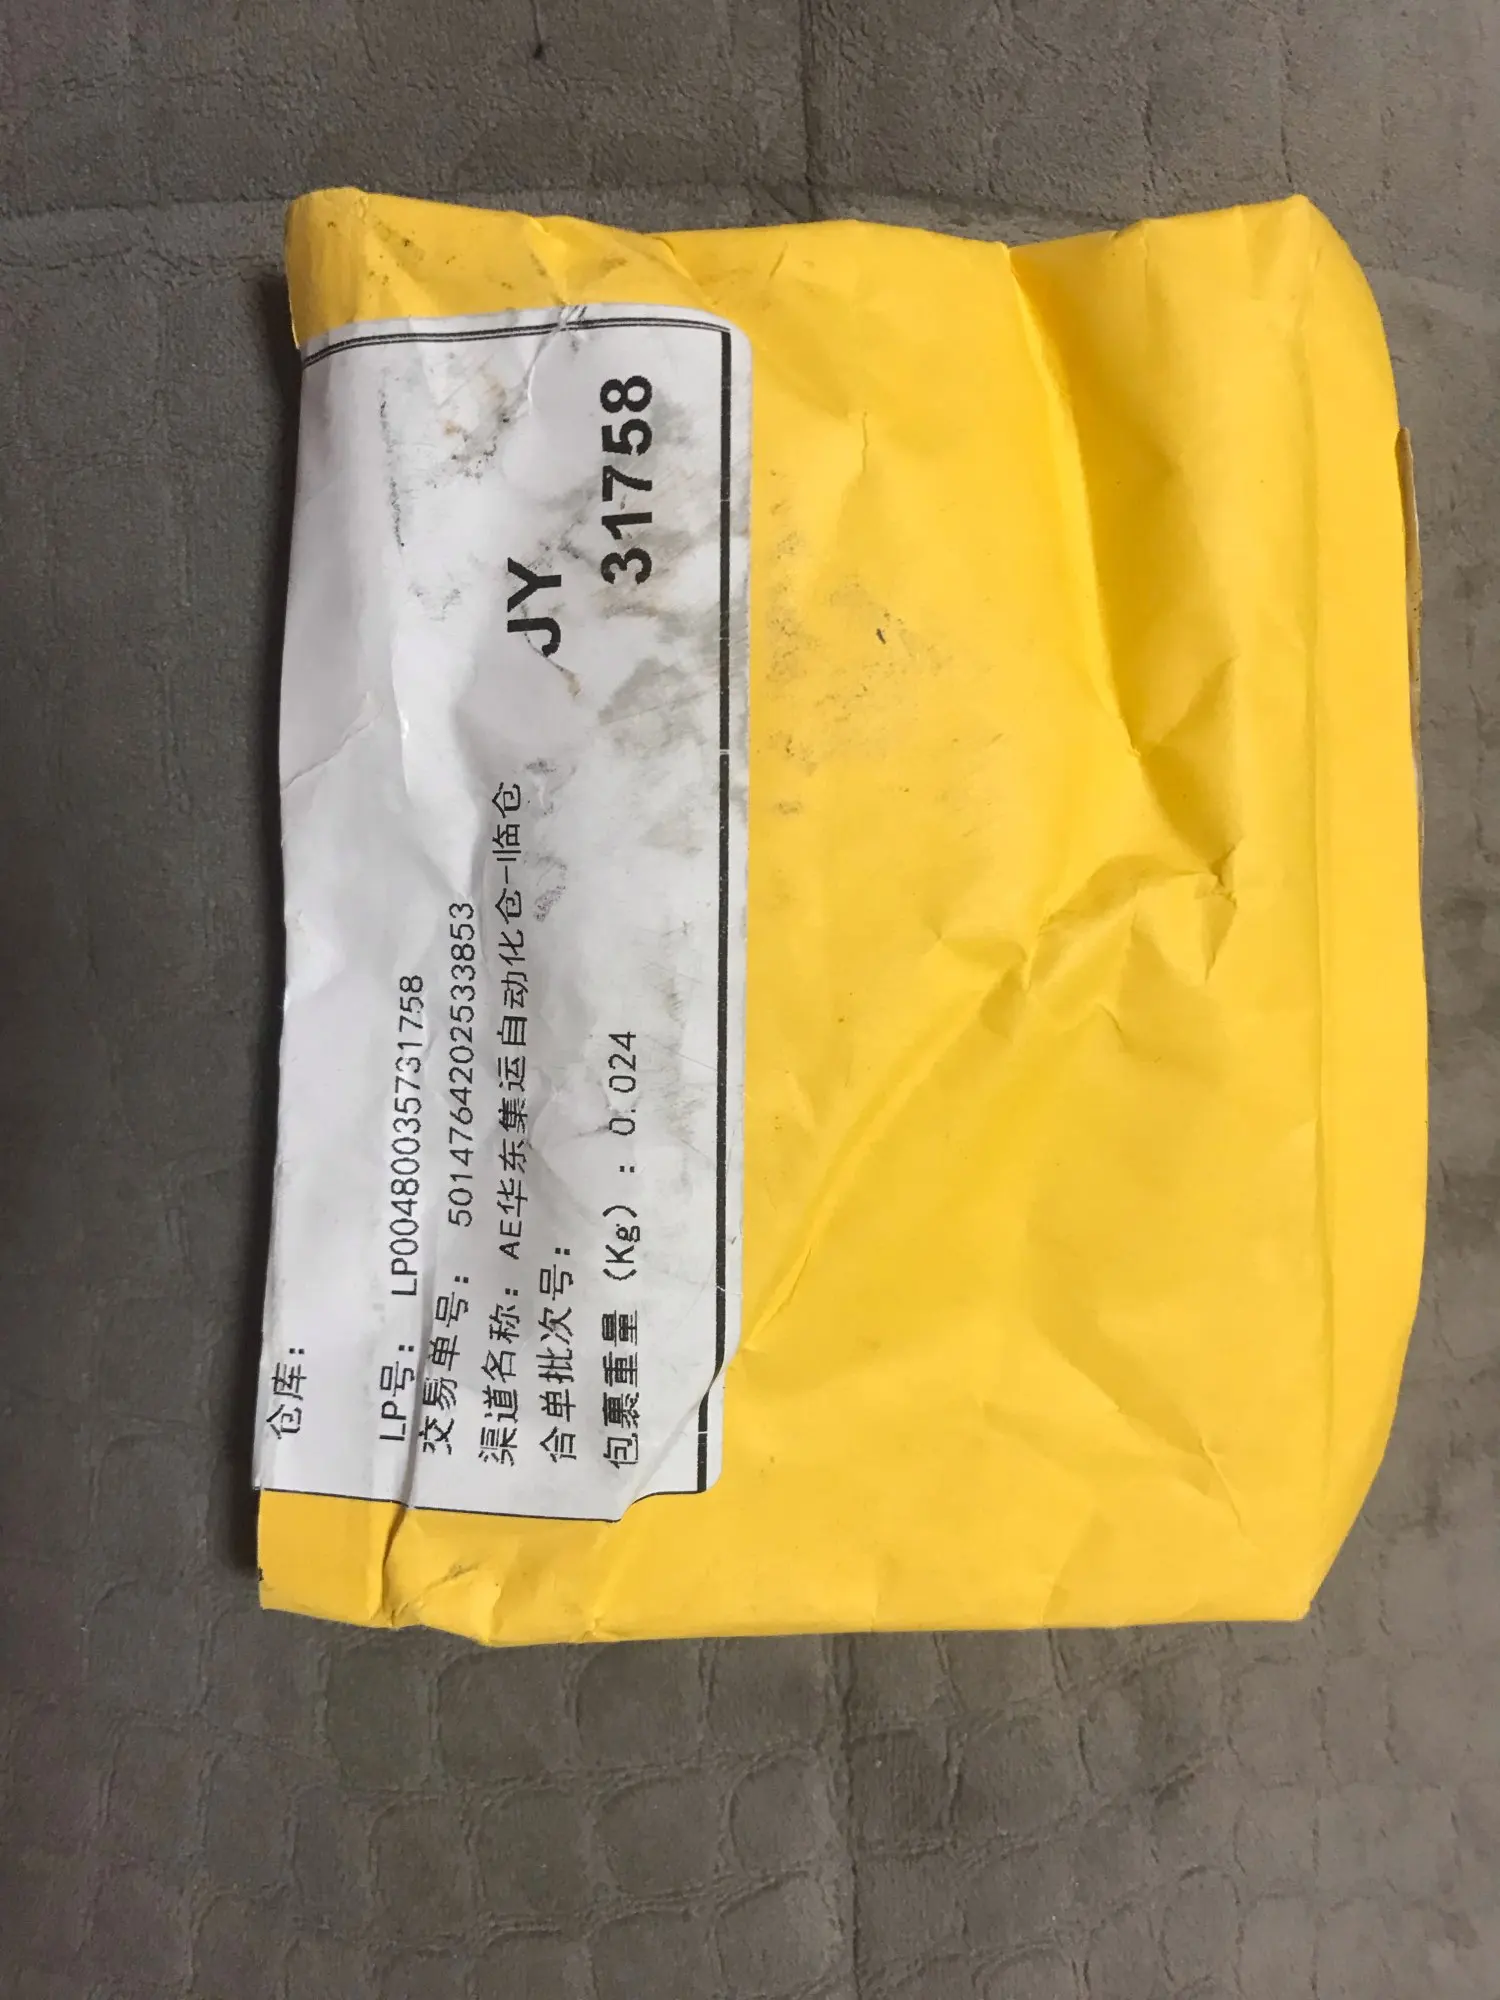 仓库：
LP号： LP00480035731758
交易单号： 5014764202533853
渠道名称：AE华东集运自动化仓-临仓
合单批次号：
JY
包裹重量（Kg）：0.024
31758